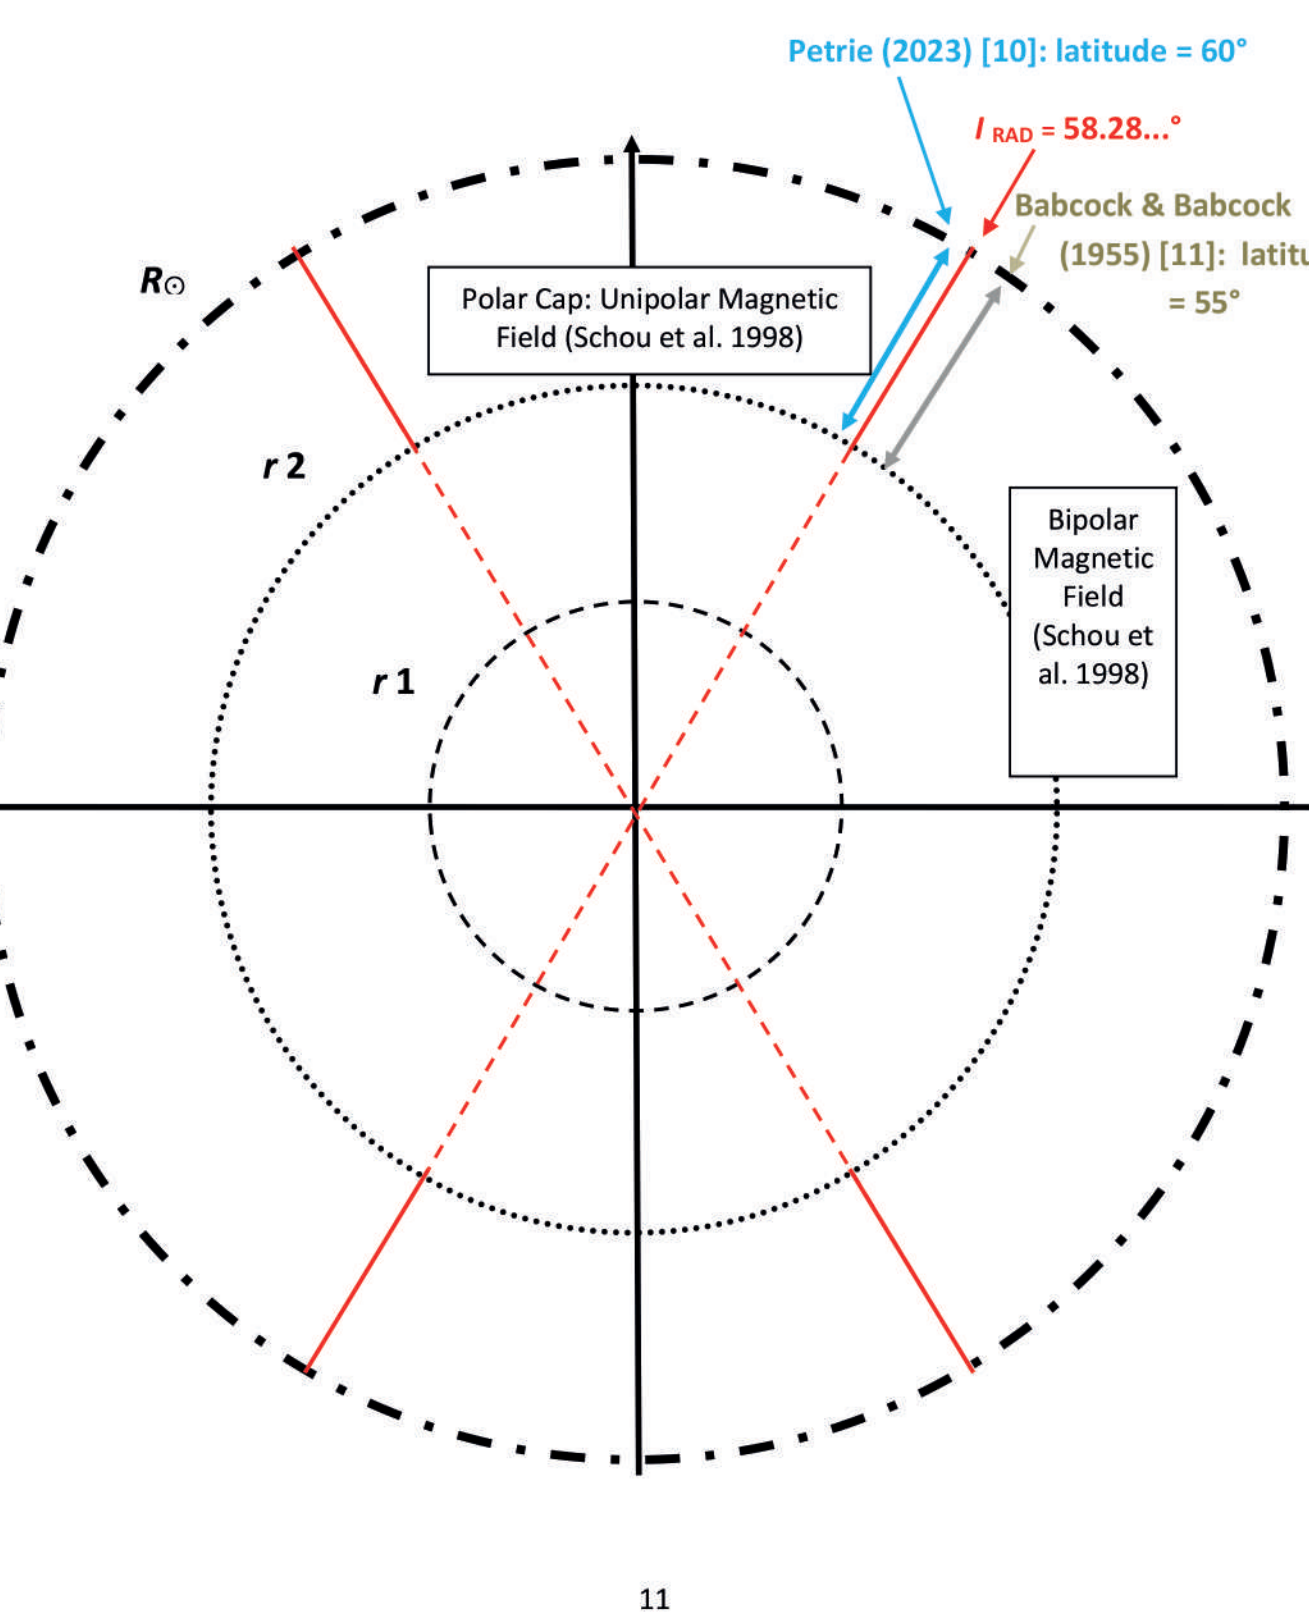 Petrie (2023) [10]: latitude = 60°
I RAD = 58.28...°
Babcock & Babcock
(1955) [11]: latitu
= 55°
R☉
Polar Cap: Unipolar Magnetic
Field (Schou et al. 1998)
r 2
Bipolar
Magnetic
Field
(Schou et
al. 1998)
r 1
11